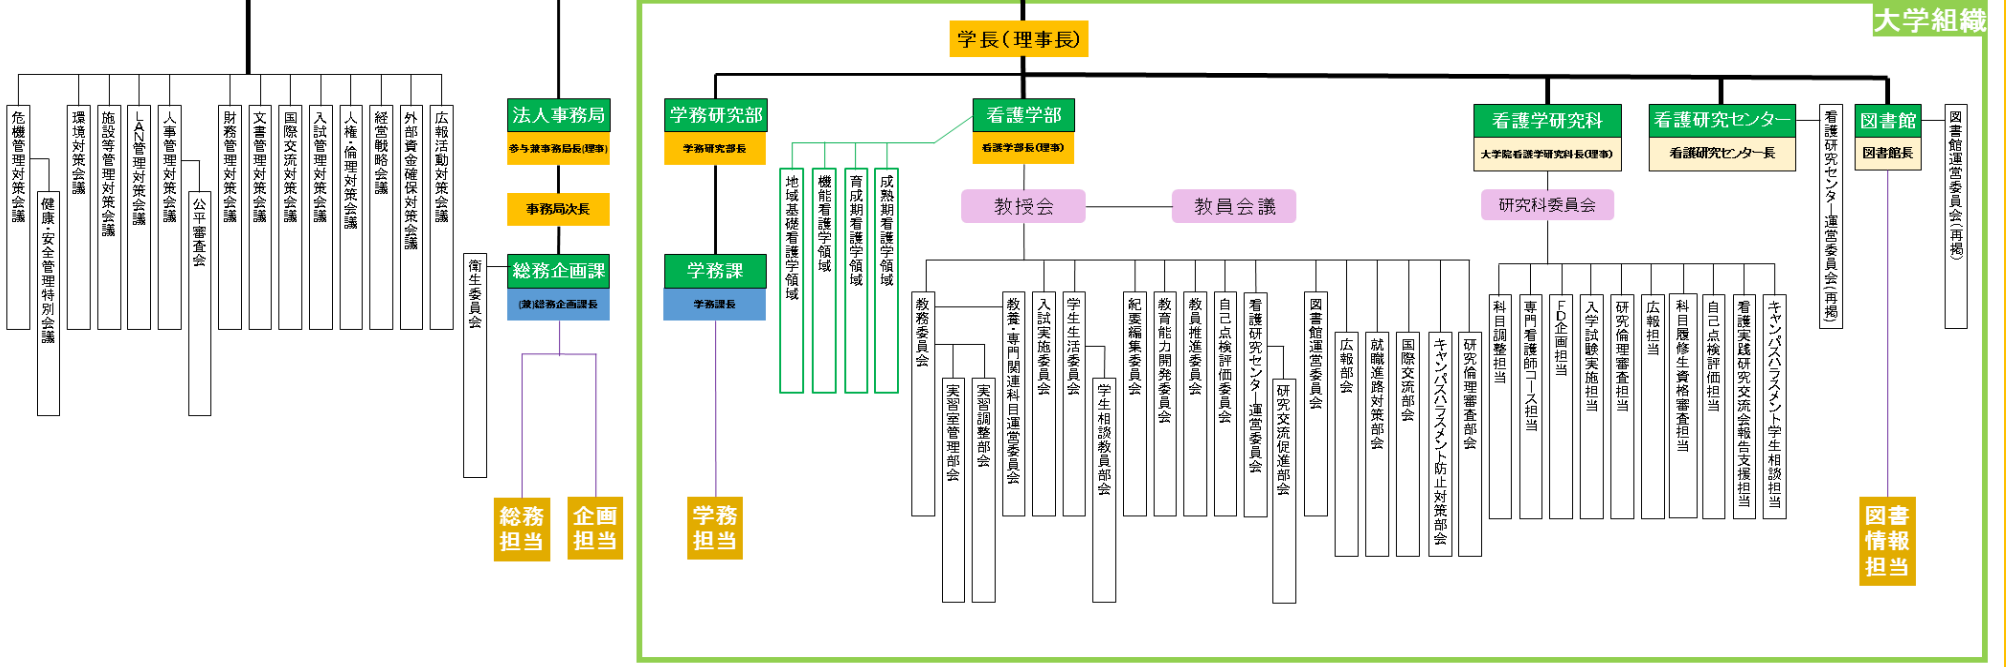 大学組織
学長(理事長)
危機管理対策会議
健康・安全管理特別会議
環境対策会議
施設等管理対策会議
LAN管理対策会議
人事管理対策会議
公平審査会
財務管理対策会議
文書管理対策会議
国際交流対策会議
入試管理対策会議
人権・倫理対策会議
経営戦略会議
外部資金確保対策会議
広報活動対策会議
法人事務局
参与兼事務局長(理事)
事務局次長
衛生委員会
総務企画課
(兼)総務企画課長
総務
担当
企画
担当
学務研究部
学務研究部長
学務課
学務課長
学務
担当
看護学部
看護学部長(理事)
地域基礎看護学領域
機能看護学領域
育成期看護学領域
成熟期看護学領域
教授会
教員会議
教務委員会
実習室管理部会
実習調整部会
教養・専門関連科目運営委員会
入試実施委員会
学生生活委員会
学生相談教員部会
紀要編集委員会
教育能力開発委員会
教員推進委員会
自己点検評価委員会
看護研究センター運営委員会
研究交流促進部会
図書館運営委員会
広報部会
就職進路対策部会
国際交流部会
キャンパスハラスメント防止対策部会
研究倫理審査部会
看護学研究科
大学院看護学研究科長(理事)
研究科委員会
科目調整担当
専門看護師コース担当
FD企画担当
入学試験実施担当
研究倫理審査担当
広報担当
科目履修生資格審査担当
自己点検評価担当
看護実践研究交流会報告支援担当
キャンパスハラスメント学生相談担当
看護研究センター
看護研究センター長
看護研究センター運営委員会(再掲)
図書館
図書館長
図書館運営委員会(再掲)
図書
情報
担当